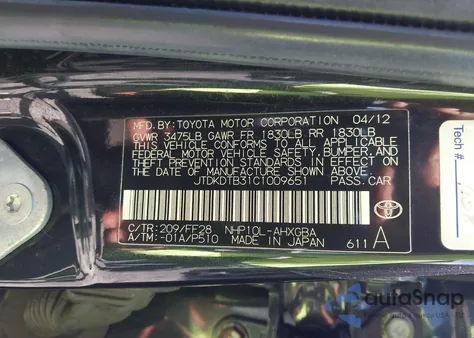 MFD.BY:TOYOTA MOTOR CORPORATION 04/12
GVWR 3475LB GAWR FR 1830LB RR 1830LB
THIS VEHICLE CONFORMS TO ALL APPLICABLE
FEDERAL MOTOR VEHICLE SAFETY, BUMPER, AND
THEFT PREVENTION STANDARDS IN EFFECT ON
THE DATE OF MANUFACTURE SHOWN ABOVE.
JTDKDTB31C1009651 PASS.CAR
C/TR:209/FF28 NHP10L-AHXGBA
A/TM:-01A/P510 MADE IN JAPAN 611 A
Tech #
autoSnap